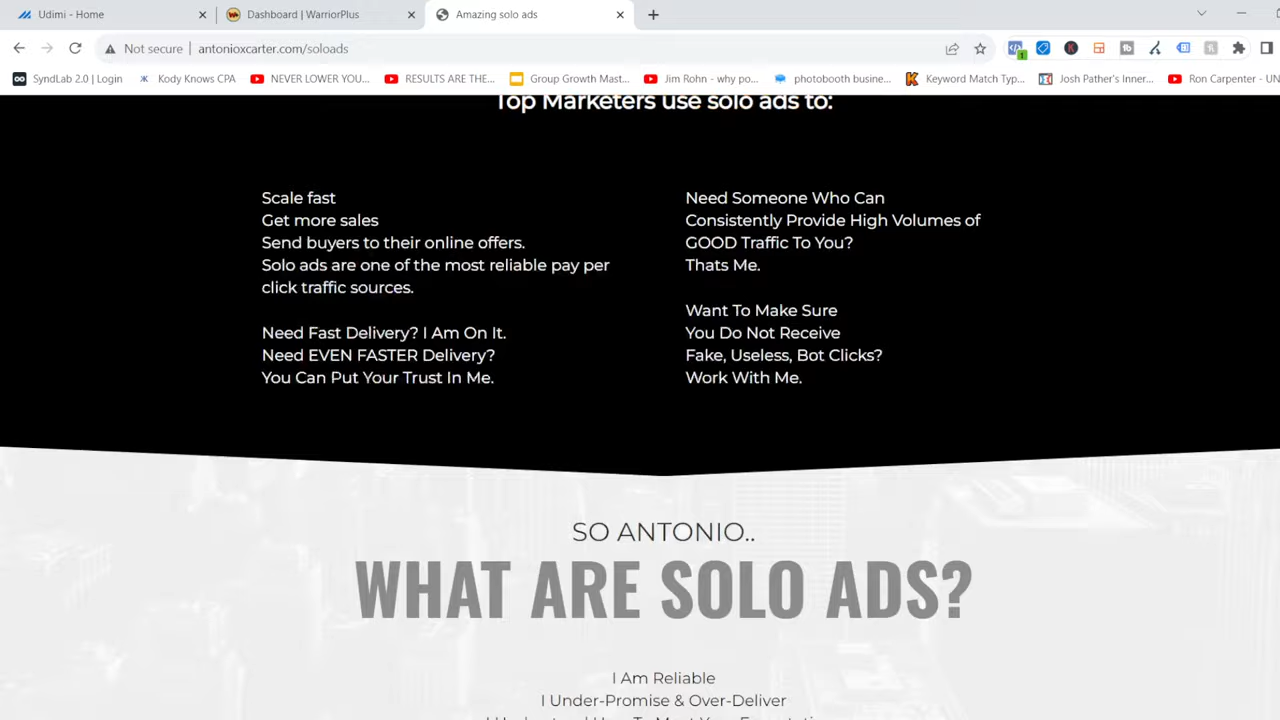 Udimi - Home
Dashboard | WarriorPlus
Amazing solo ads
Not secure
antonioxcarter.com/soloads
SyndLab 2.0 | Login
Kody Knows CPA
NEVER LOWER YOU...
RESULTS ARE THE...
Group Growth Mast...
Jim Rohn - why po...
photobooth busine...
Keyword Match Typ...
Josh Pather's Inner...
Ron Carpenter - UN
Top Marketers use solo ads to:
Scale fast
Get more sales
Send buyers to their online offers.
Solo ads are one of the most reliable pay per
click traffic sources.
Need Fast Delivery? I Am On It.
Need EVEN FASTER Delivery?
You Can Put Your Trust In Me.
Need Someone Who Can
Consistently Provide High Volumes of
GOOD Traffic To You?
Thats Me.
Want To Make Sure
You Do Not Receive
Fake, Useless, Bot Clicks?
Work With Me.
SO ANTONIO..
WHAT ARE SOLO ADS?
I Am Reliable
I Under-Promise & Over-Deliver